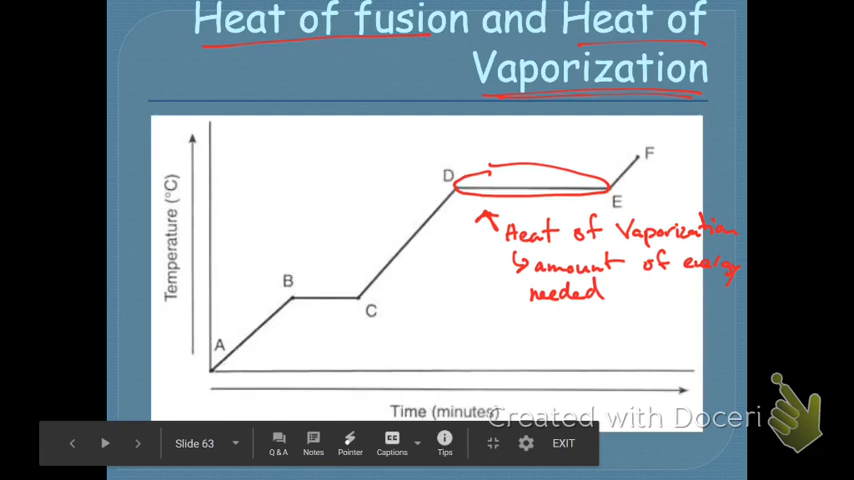 Heat of fusion and Heat of
Vaporization
Temperature (°C)
A
B
C
D
E
F
Heat of Vaporization
amount of energy
needed
Time (minutes)
Created with Doceri
Slide 63
Q & A
Notes
Pointer
Captions
Tips
EXIT